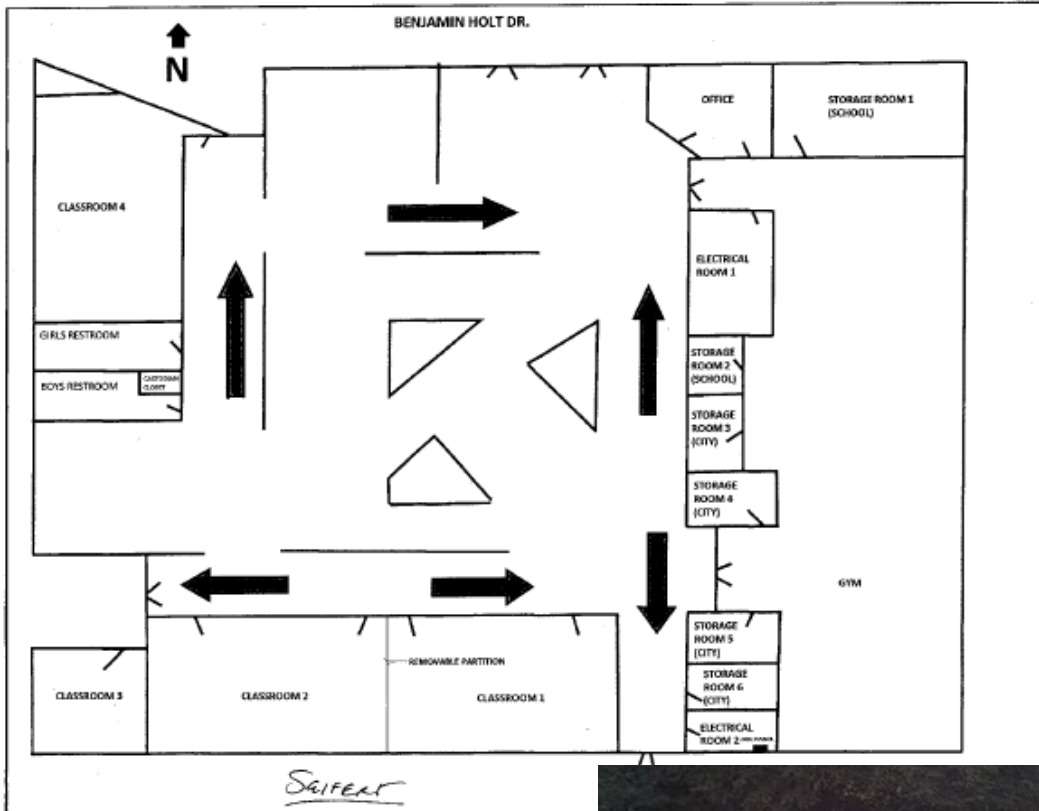 BENJAMIN HOLT DR.
N
OFFICE
STORAGE ROOM 1
(SCHOOL)
CLASSROOM 4
ELECTRICAL
ROOM 1
GIRLS RESTROOM
BOYS RESTROOM
CUSTODIAN
CLOSET
STORAGE
ROOM 2
(SCHOOL)
STORAGE
ROOM 3
(CITY)
STORAGE
ROOM 4
(CITY)
GYM
STORAGE
ROOM 5
(CITY)
REMOVABLE PARTITION
STORAGE
ROOM 6
(CITY)
CLASSROOM 3
CLASSROOM 2
CLASSROOM 1
ELECTRICAL
ROOM 2
SEIFERT